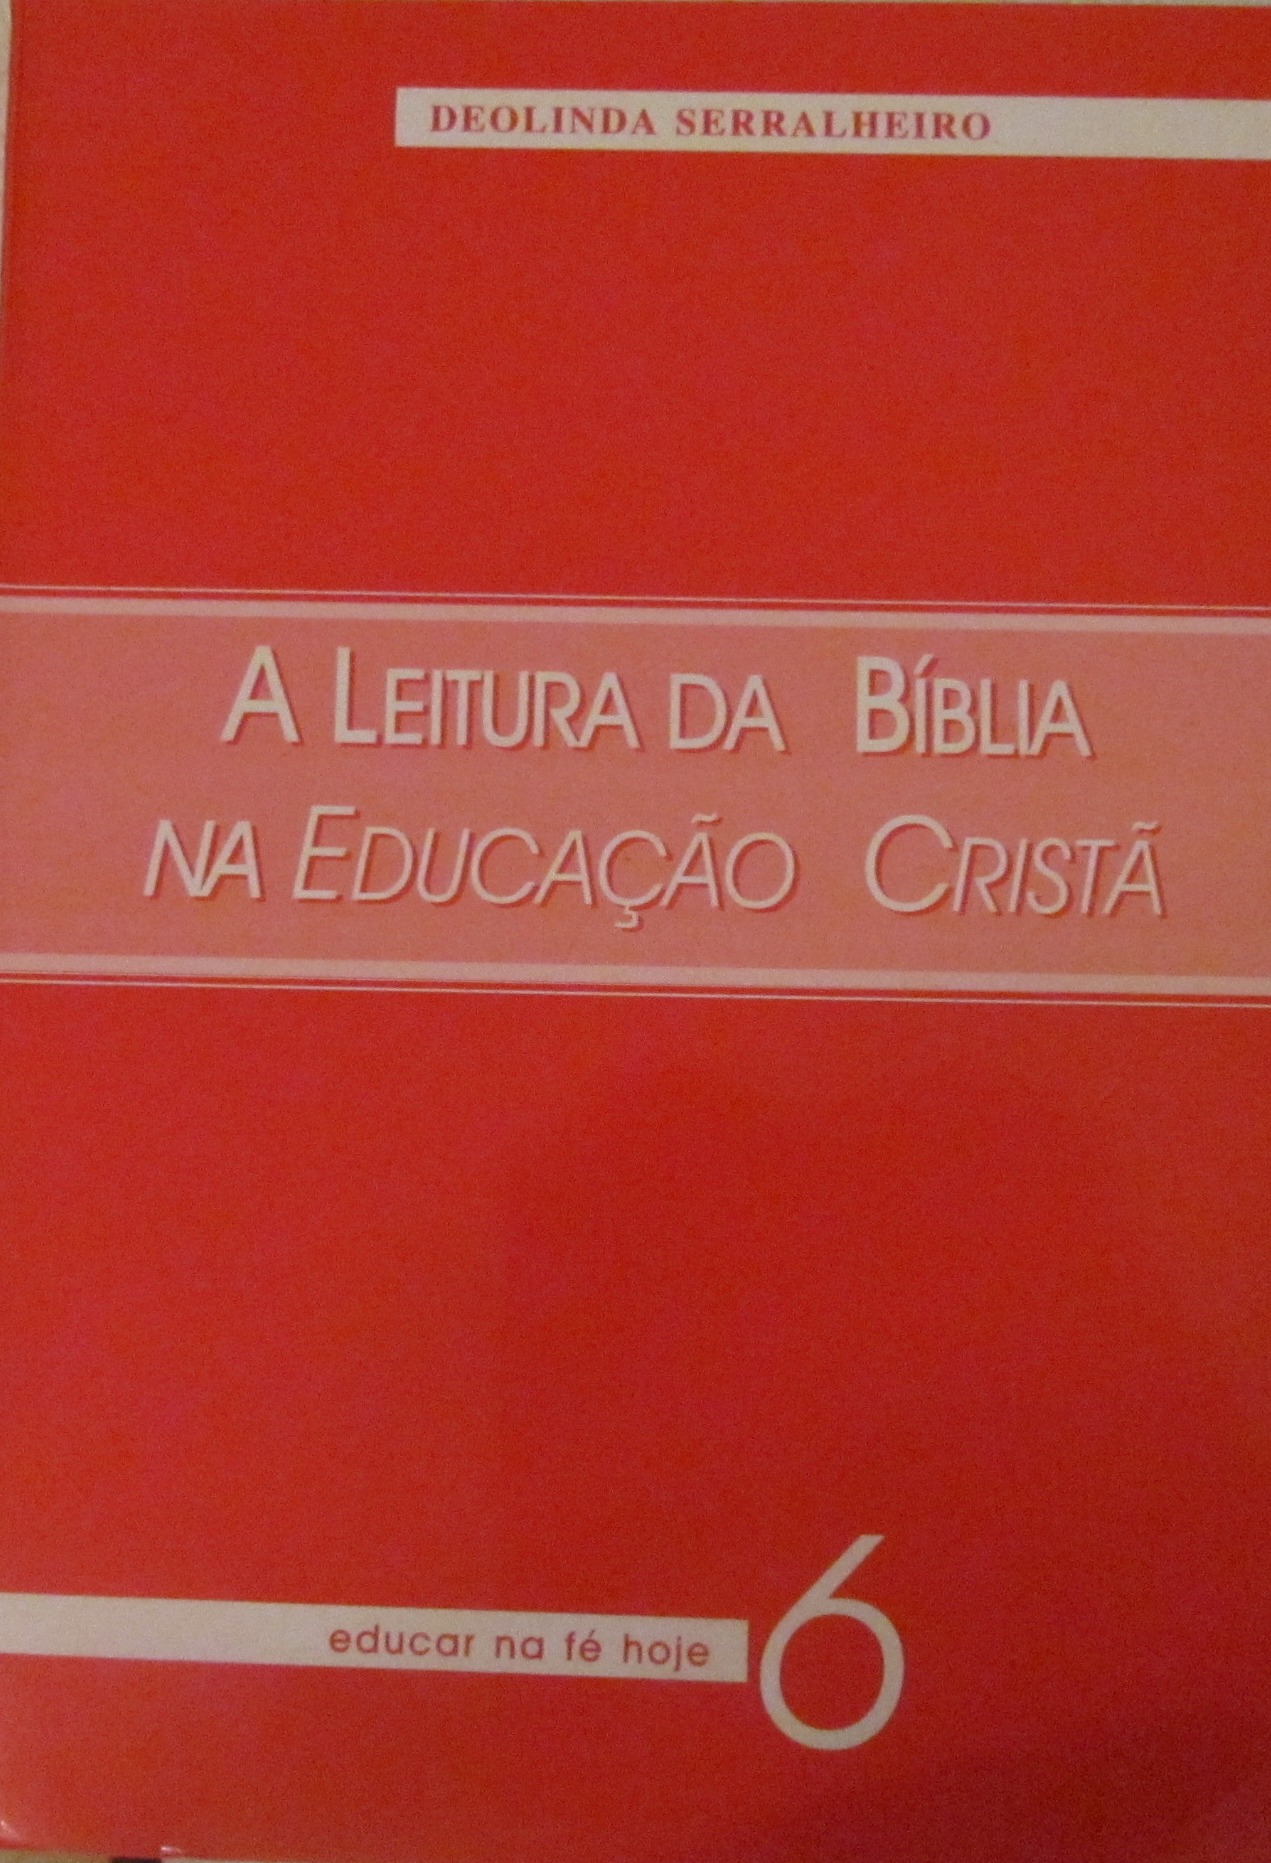 DEOLINDA SERRALHEIRO
A LEITURA DA BÍBLIA
NA EDUCAÇÃO CRISTÃ
educar na fé hoje 6